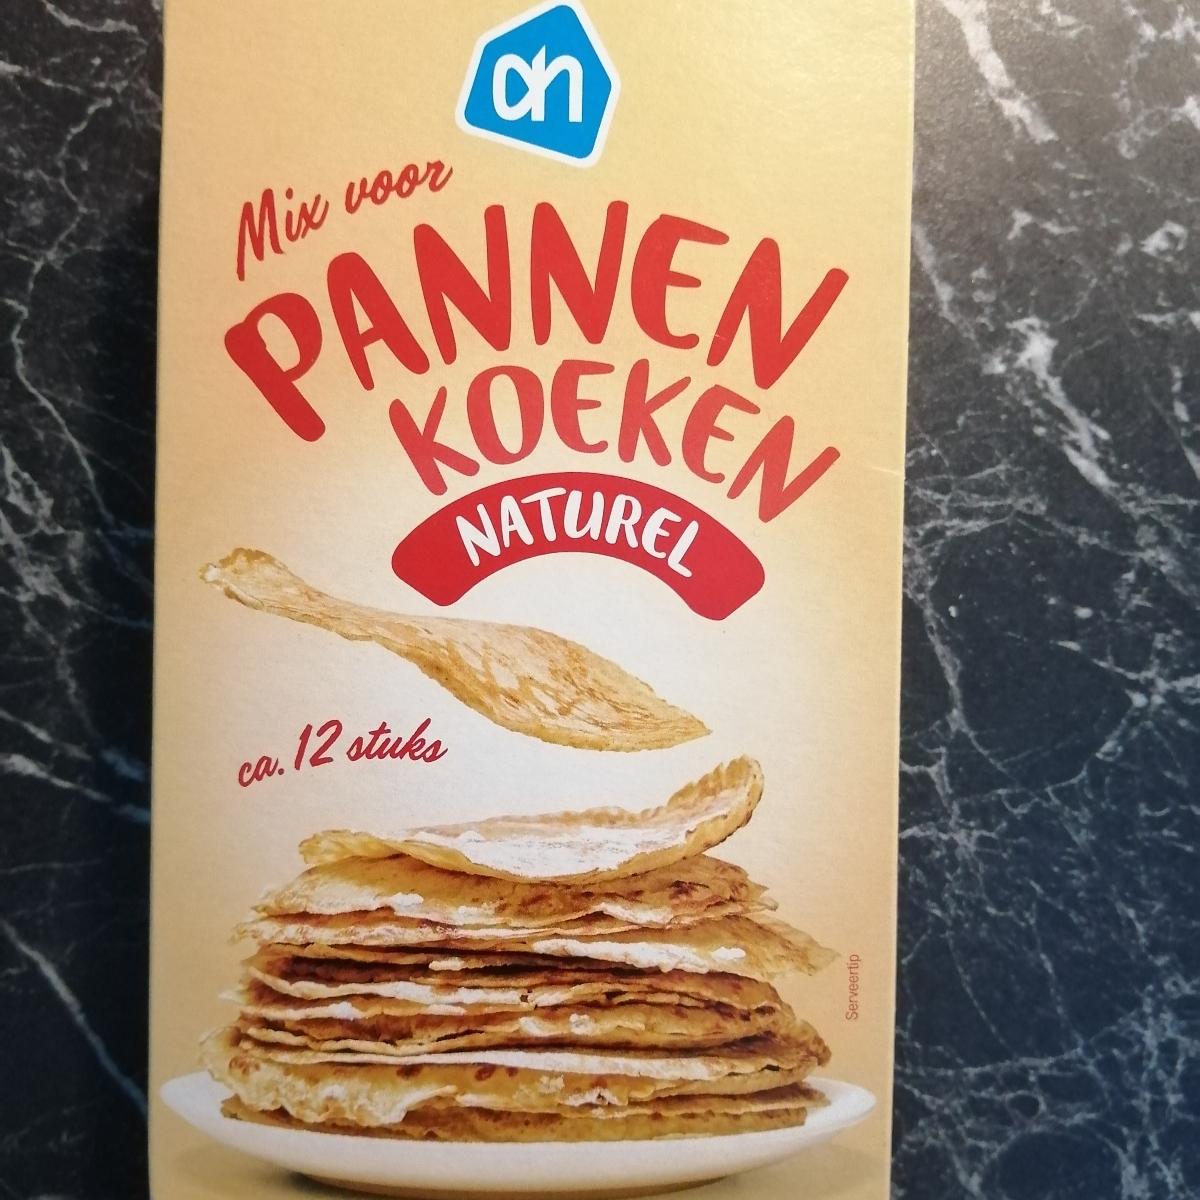 ah
Mix voor
PANNEN
KOEKEN
NATUREL
ca. 12 stuks
Serveertip